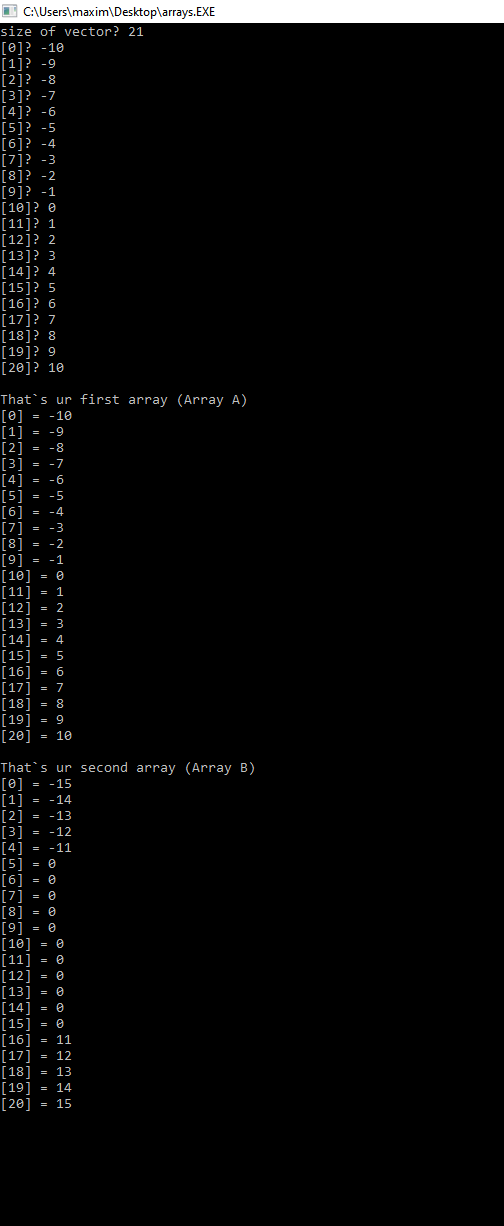 C:\Users\maxim\Desktop\arrays.EXE
size of vector? 21
[0]? -10
[1]? -9
[2]? -8
[3]? -7
[4]? -6
[5]? -5
[6]? -4
[7]? -3
[8]? -2
[9]? -1
[10]? 0
[11]? 1
[12]? 2
[13]? 3
[14]? 4
[15]? 5
[16]? 6
[17]? 7
[18]? 8
[19]? 9
[20]? 10
That`s ur first array (Array A)
[0] = -10
[1] = -9
[2] = -8
[3] = -7
[4] = -6
[5] = -5
[6] = -4
[7] = -3
[8] = -2
[9] = -1
[10] = 0
[11] = 1
[12] = 2
[13] = 3
[14] = 4
[15] = 5
[16] = 6
[17] = 7
[18] = 8
[19] = 9
[20] = 10
That`s ur second array (Array B)
[0] = -15
[1] = -14
[2] = -13
[3] = -12
[4] = -11
[5] = 0
[6] = 0
[7] = 0
[8] = 0
[9] = 0
[10] = 0
[11] = 0
[12] = 0
[13] = 0
[14] = 0
[15] = 0
[16] = 11
[17] = 12
[18] = 13
[19] = 14
[20] = 15